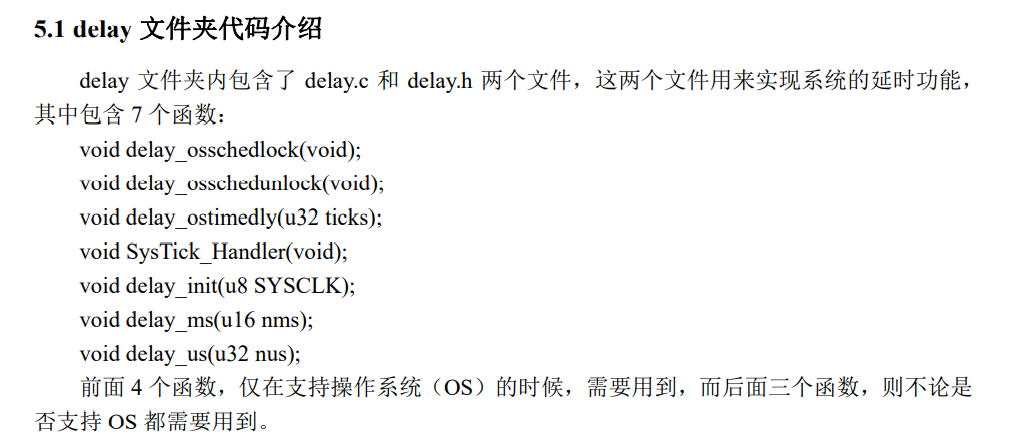 5.1 delay 文件夹代码介绍
delay 文件夹内包含了 delay.c 和 delay.h 两个文件，这两个文件用来实现系统的延时功能，
其中包含 7 个函数：
void delay_osschedlock(void);
void delay_osschedunlock(void);
void delay_ostimedly(u32 ticks);
void SysTick_Handler(void);
void delay_init(u8 SYSCLK);
void delay_ms(u16 nms);
void delay_us(u32 nus);
前面 4 个函数，仅在支持操作系统（OS）的时候，需要用到，而后面三个函数，则不论是
否支持 OS 都需要用到。